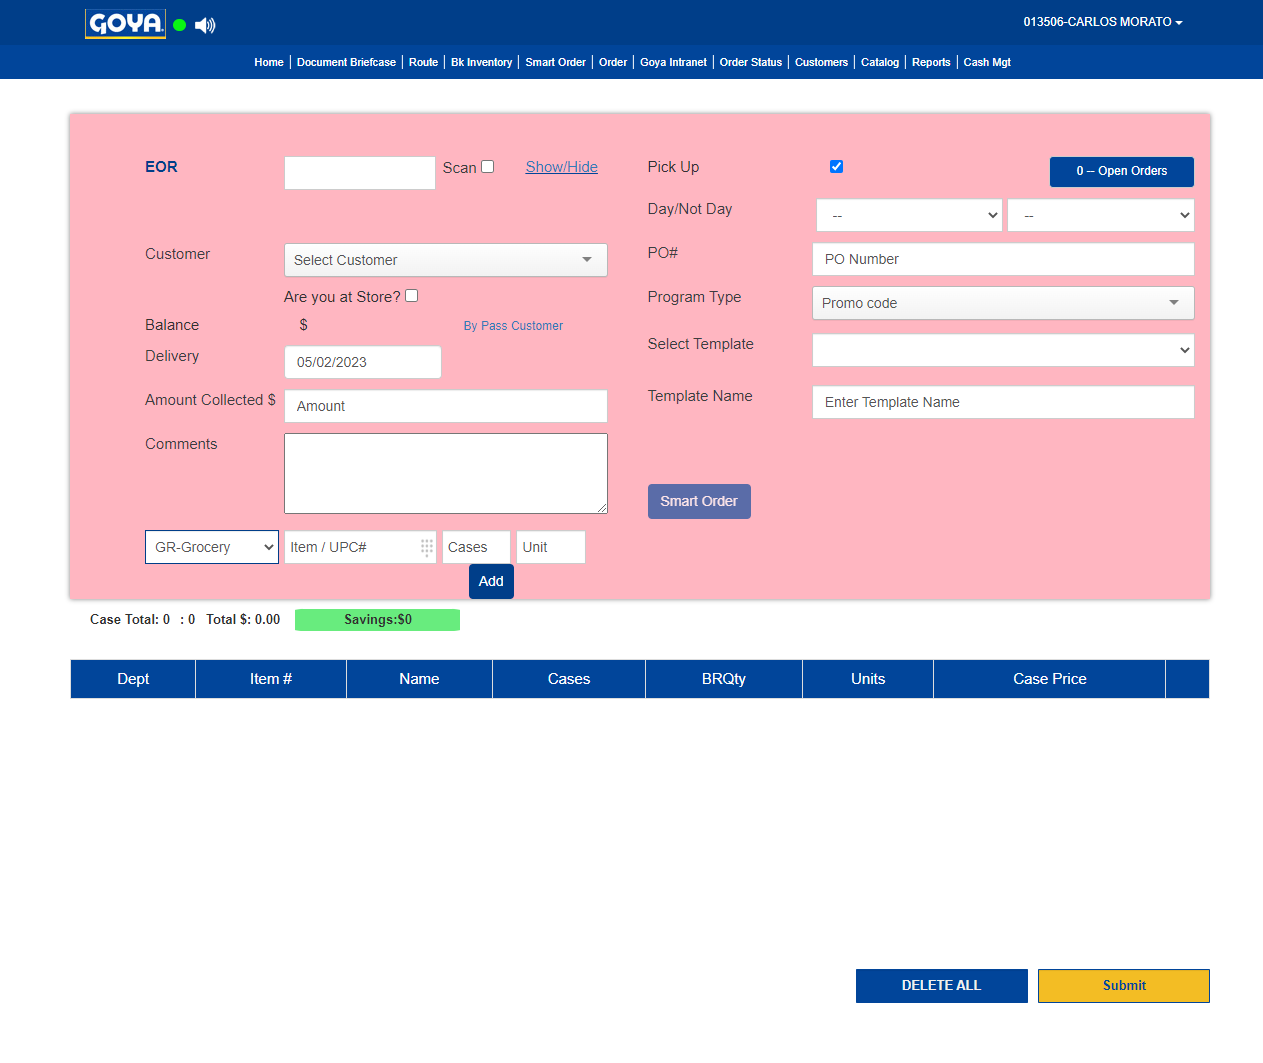 GOYA
013506-CARLOS MORATO
Home | Document Briefcase | Route | Bk Inventory | Smart Order | Order | Goya Intranet | Order Status | Customers | Catalog | Reports | Cash Mgt
EOR
Scan
Show/Hide
Pick Up
0 -- Open Orders
Day/Not Day
--
--
Customer
Select Customer
PO#
PO Number
Are you at Store?
Program Type
Promo code
Balance
$
By Pass Customer
Delivery
05/02/2023
Select Template
Amount Collected $
Amount
Template Name
Enter Template Name
Comments
Smart Order
GR-Grocery
Item / UPC#
Cases
Unit
Add
Case Total: 0 : 0 Total $: 0.00
Savings:$0
Dept
Item #
Name
Cases
BRQty
Units
Case Price
DELETE ALL
Submit